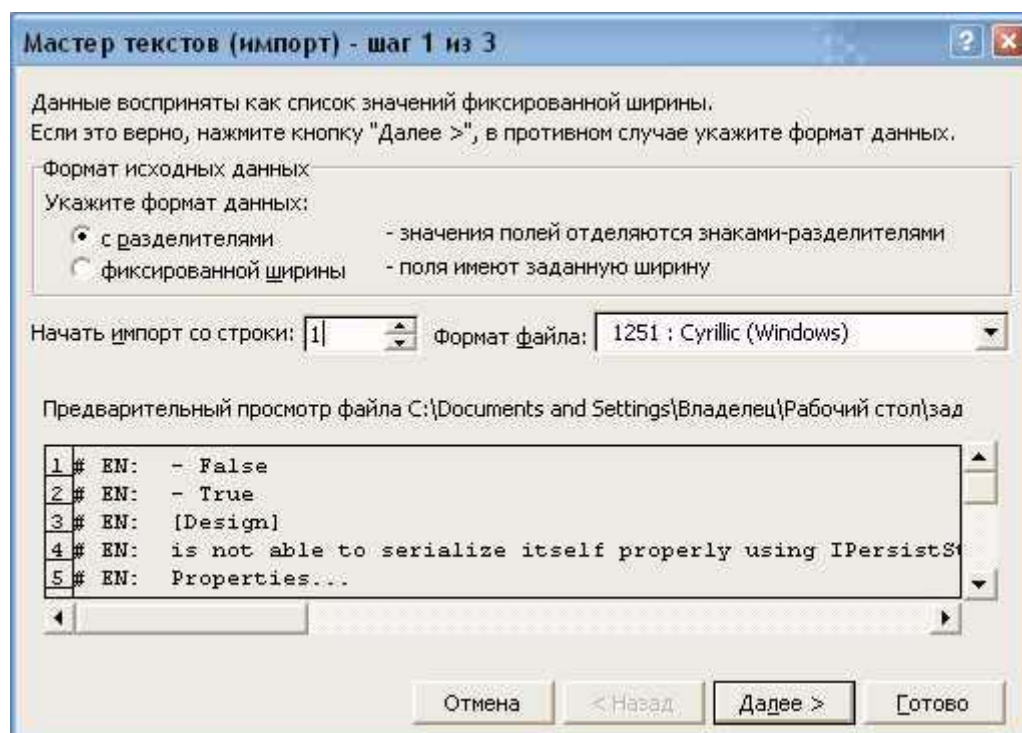 Мастер текстов (импорт) - шаг 1 из 3
Данные восприняты как список значений фиксированной ширины.
Если это верно, нажмите кнопку "Далее >", в противном случае укажите формат данных.
Формат исходных данных
Укажите формат данных:
с разделителями - значения полей отделяются знаками-разделителями
фиксированной ширины - поля имеют заданную ширину
Начать импорт со строки: 1 Формат файла: 1251 : Cyrillic (Windows)
Предварительный просмотр файла C:\Documents and Settings\Владелец\Рабочий стол\зад
1 # EN: - False
2 # EN: - True
3 # EN: [Design]
4 # EN: is not able to serialize itself properly using IPersistSt
5 # EN: Properties...
Отмена < Назад Далее > Готово